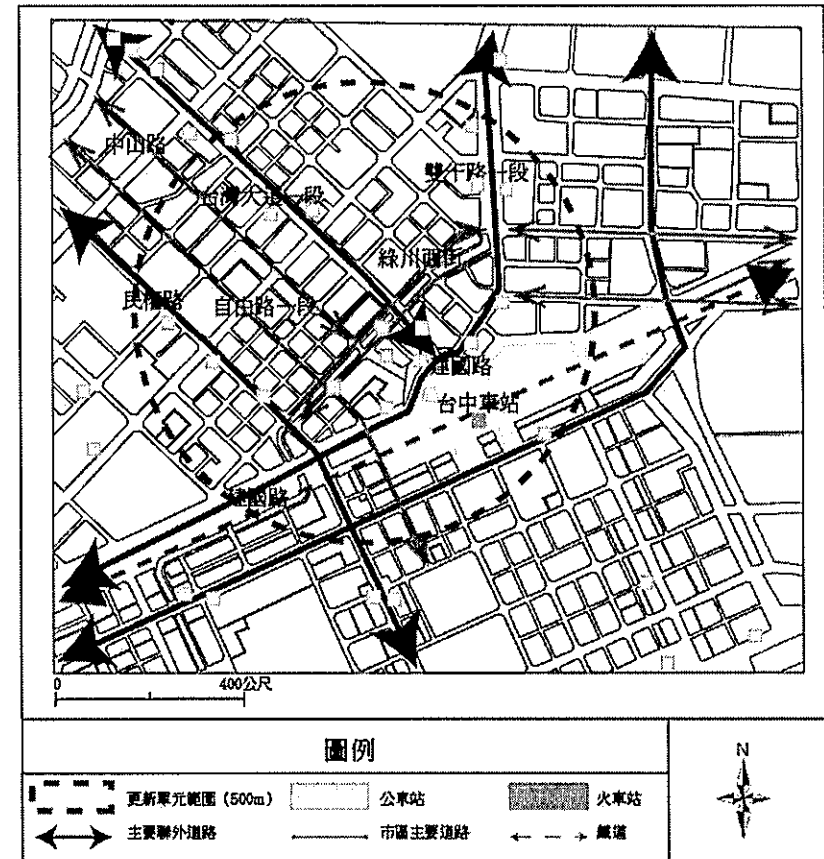 中山路
台灣大道一段
雙十路一段
綠川西街
民權路
自由路一段
建國路
台中車站
建國路
0 400公尺
圖例
更新單元範圍 (500m)
公車站
火車站
主要聯外道路
市區主要道路
鐵道
N